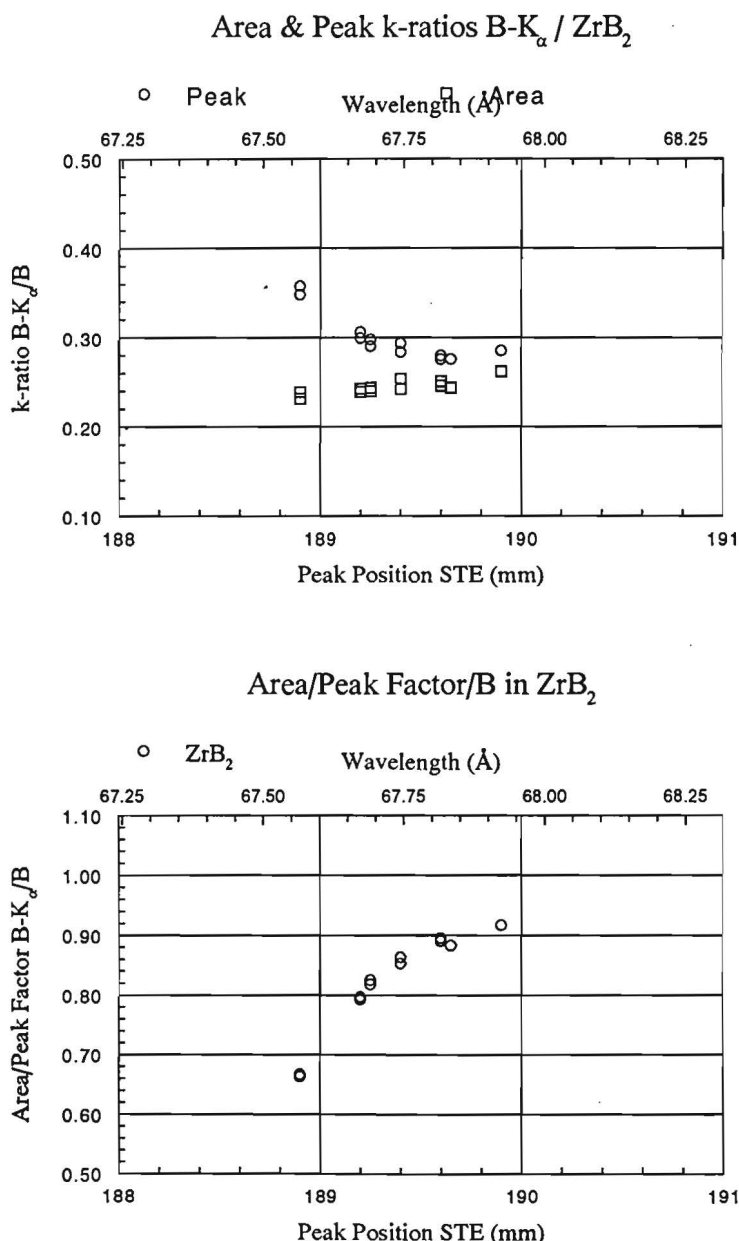 Area & Peak k-ratios B-Kα / ZrB₂
Peak Wavelength (Å) Area
67.25 67.50 67.75 68.00 68.25
0.50
0.40
0.30
0.20
0.10
k-ratio B-Kα/B
188 189 190 191
Peak Position STE (mm)
Area/Peak Factor/B in ZrB₂
ZrB₂ Wavelength (Å)
67.25 67.50 67.75 68.00 68.25
1.10
1.00
0.90
0.80
0.70
0.60
0.50
Area/Peak Factor B-Kα/B
188 189 190 191
Peak Position STE (mm)